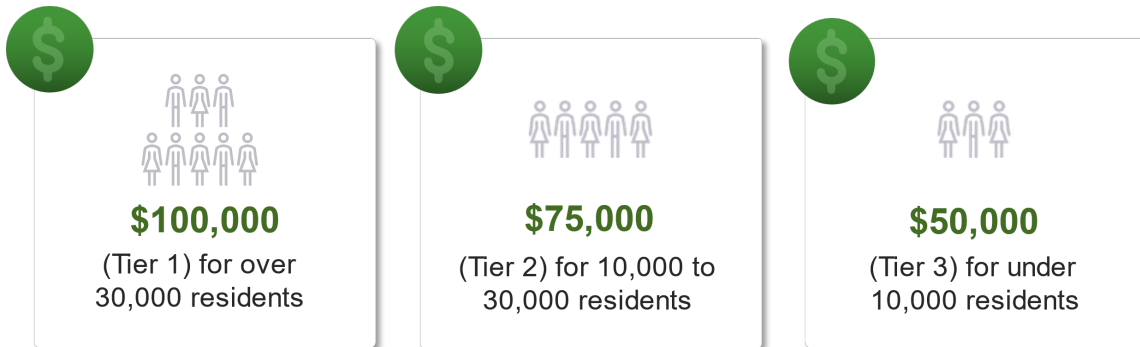 $
$100,000
(Tier 1) for over
30,000 residents
$
$75,000
(Tier 2) for 10,000 to
30,000 residents
$
$50,000
(Tier 3) for under
10,000 residents